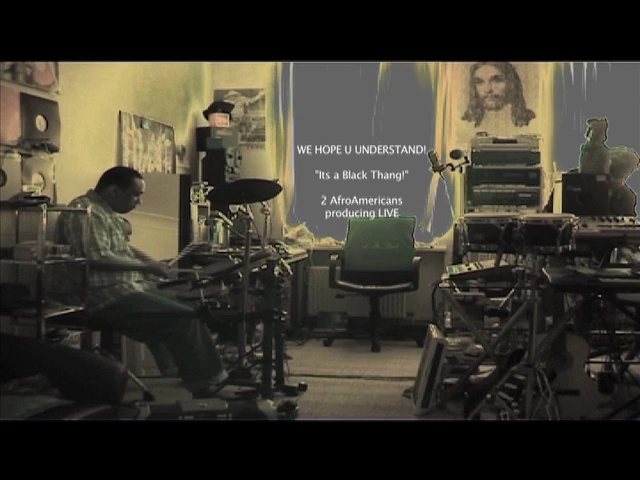 WE HOPE U UNDERSTAND!
"Its a Black Thang!"
2 AfroAmericans
producing LIVE